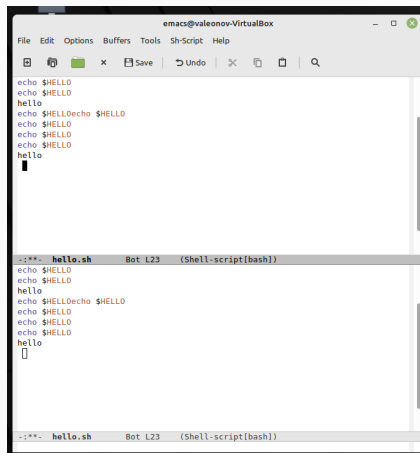 emacs@valeonov-VirtualBox
File Edit Options Buffers Tools Sh-Script Help
Save Undo
echo $HELLO
echo $HELLO
hello
echo $HELLOecho $HELLO
echo $HELLO
echo $HELLO
echo $HELLO
hello
-:**- hello.sh Bot L23 (Shell-script[bash])
echo $HELLO
echo $HELLO
hello
echo $HELLOecho $HELLO
echo $HELLO
echo $HELLO
echo $HELLO
hello
-:**- hello.sh Bot L23 (Shell-script[bash])